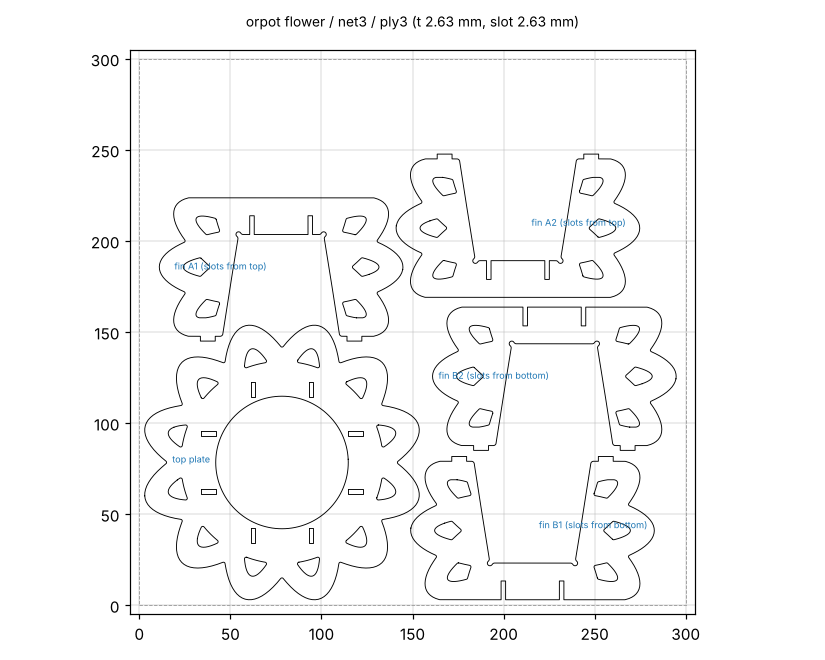 orpot flower / net3 / ply3 (t 2.63 mm, slot 2.63 mm)
300
250
fin A2 (slots from top)
200
fin A1 (slots from top)
150
fin B2 (slots from bottom)
100
top plate
50
fin B1 (slots from bottom)
0
0 50 100 150 200 250 300